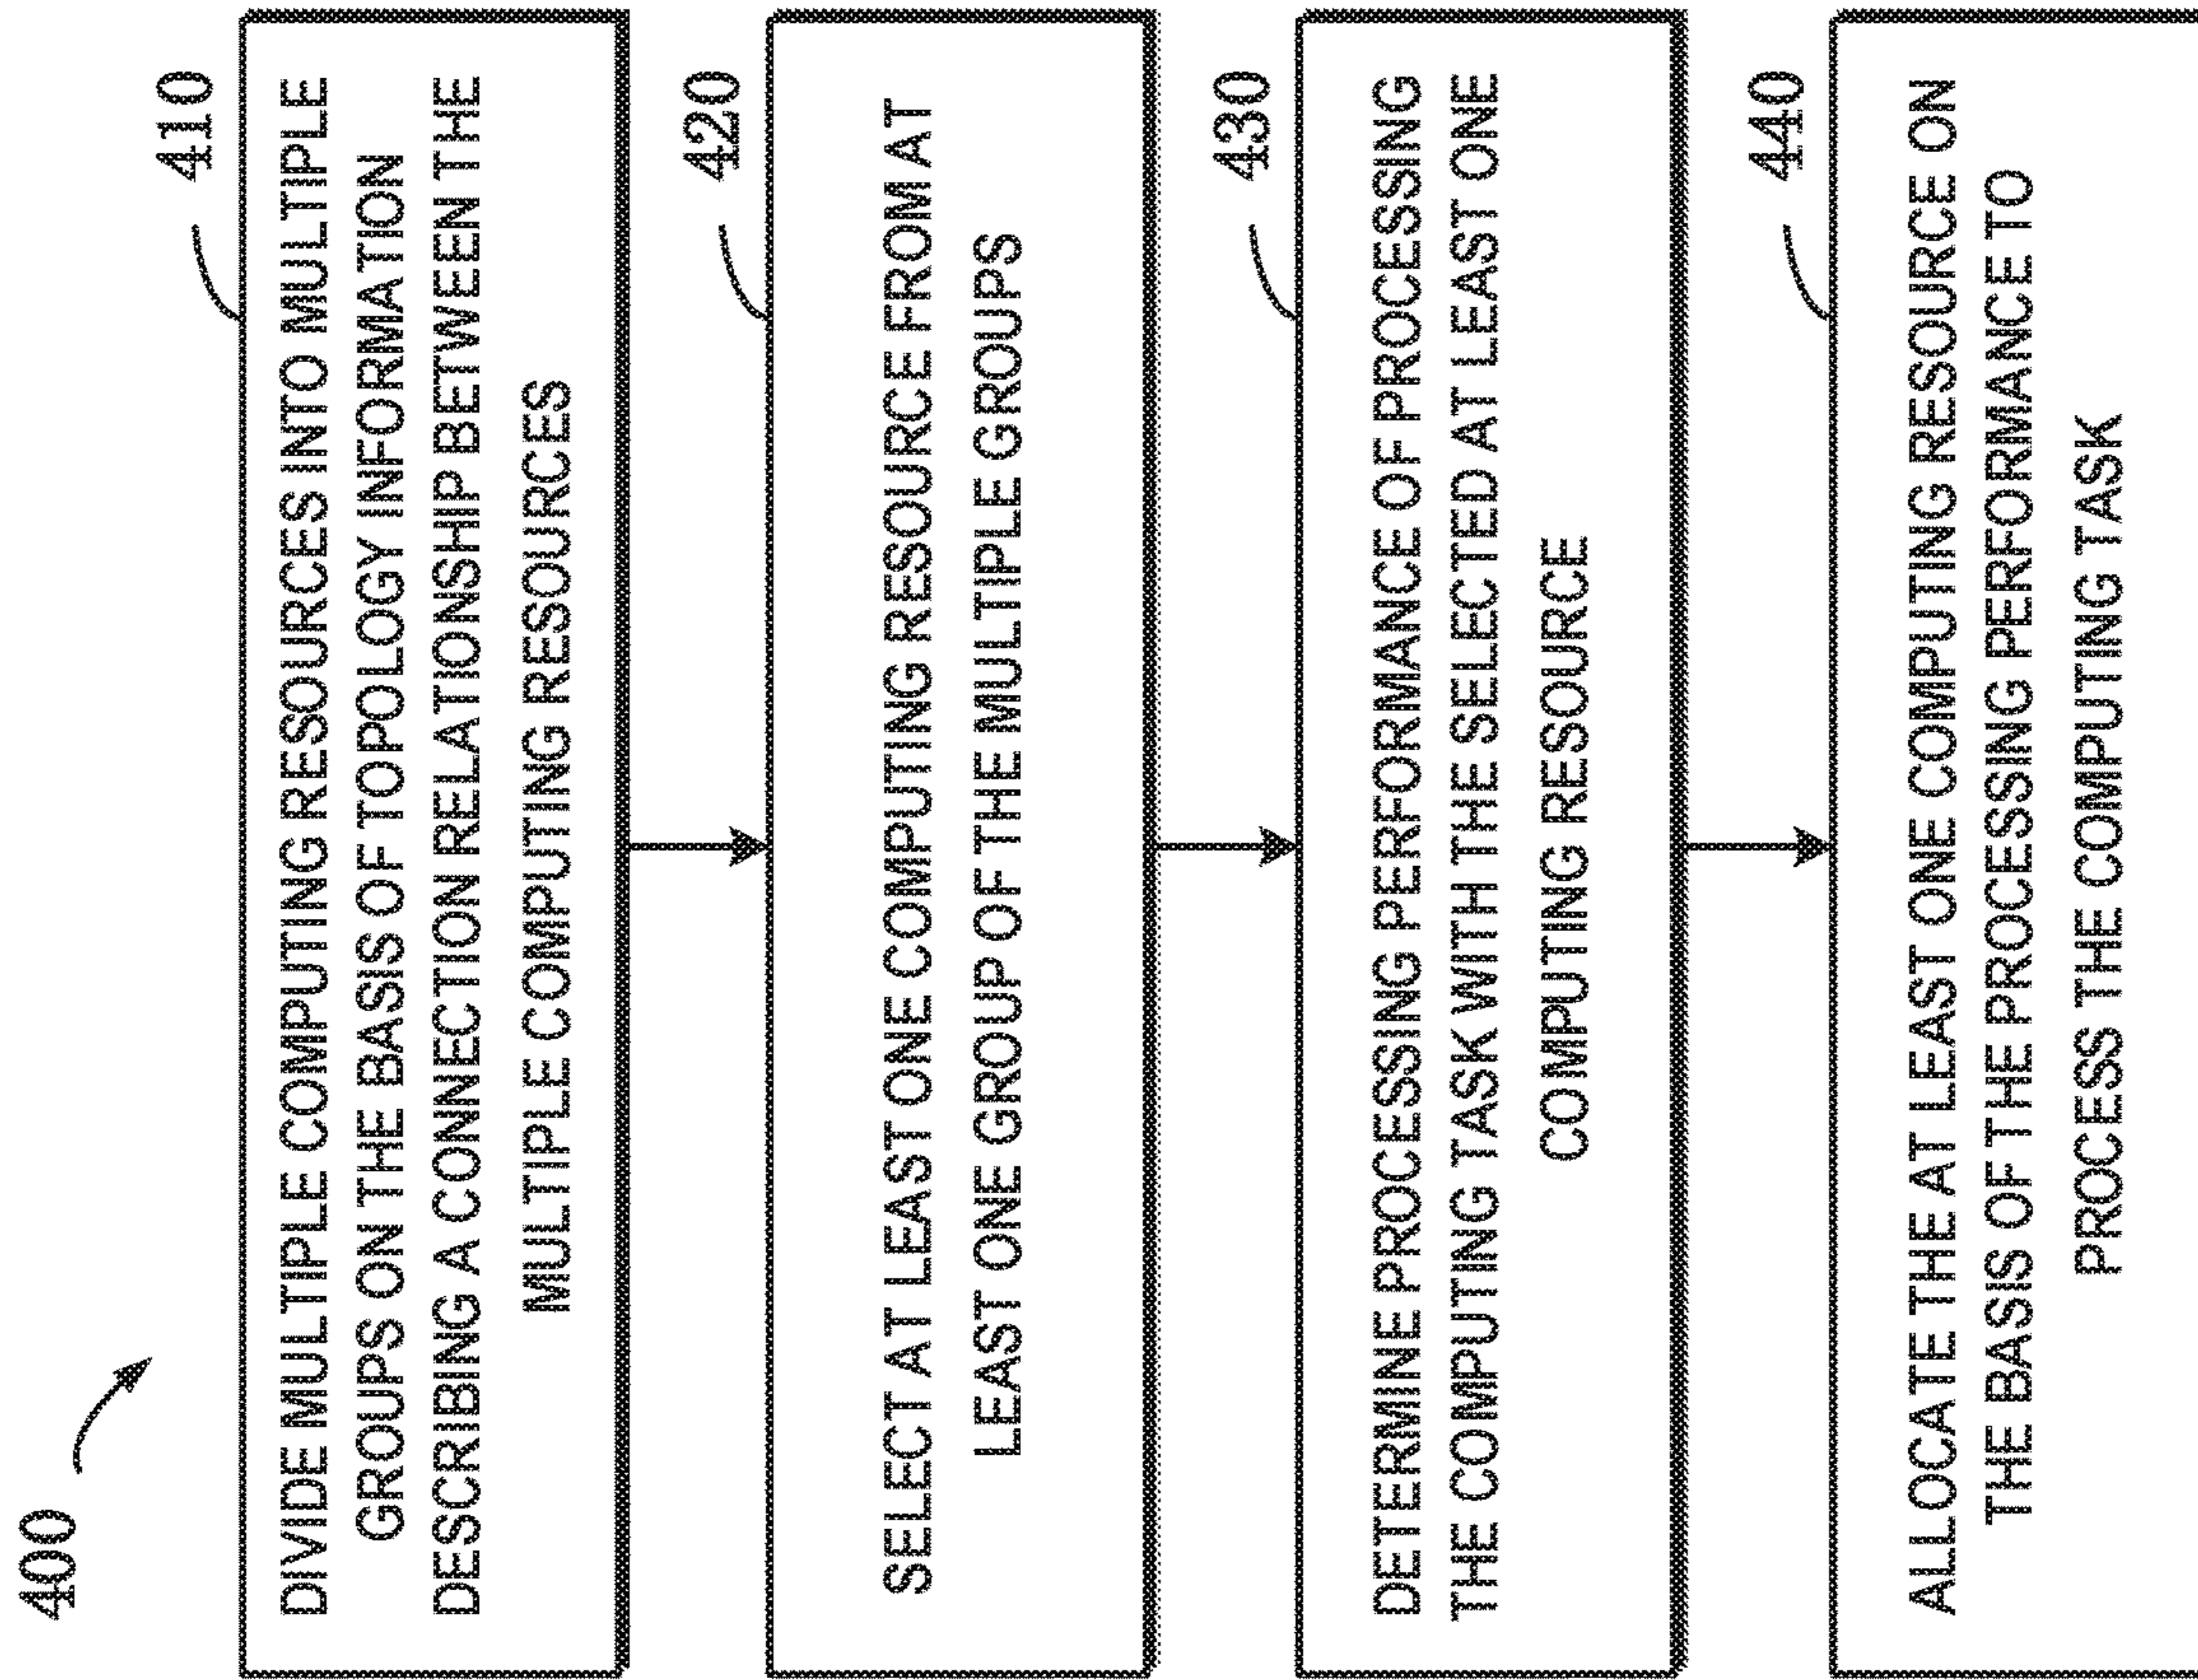 400
410
DIVIDE MULTIPLE COMPUTING RESOURCES INTO MULTIPLE
GROUPS ON THE BASIS OF TOPOLOGY INFORMATION
DESCRIBING A CONNECTION RELATIONSHIP BETWEEN THE
MULTIPLE COMPUTING RESOURCES
420
SELECT AT LEAST ONE COMPUTING RESOURCE FROM AT
LEAST ONE GROUP OF THE MULTIPLE GROUPS
430
DETERMINE PROCESSING PERFORMANCE OF PROCESSING
THE COMPUTING TASK WITH THE SELECTED AT LEAST ONE
COMPUTING RESOURCE
440
ALLOCATE THE AT LEAST ONE COMPUTING RESOURCE ON
THE BASIS OF THE PROCESSING PERFORMANCE TO
PROCESS THE COMPUTING TASK